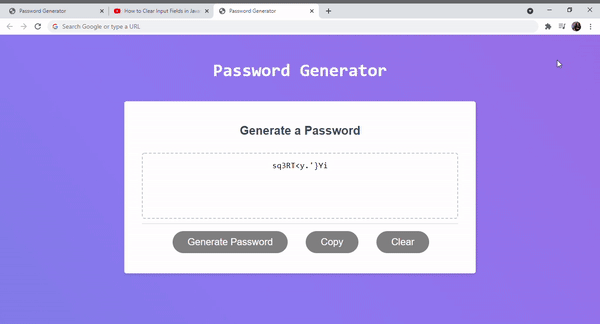 Password Generator
How to Clear Input Fields in Java
Password Generator
Search Google or type a URL
Password Generator
Generate a Password
sq3RT<y.'}Yi
Generate Password
Copy
Clear